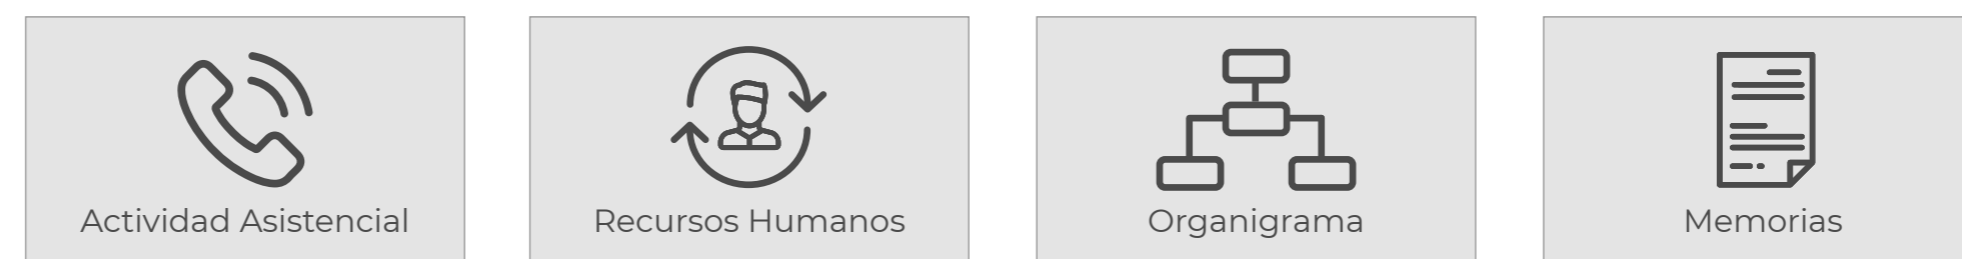 Actividad Asistencial
Recursos Humanos
Organigrama
Memorias